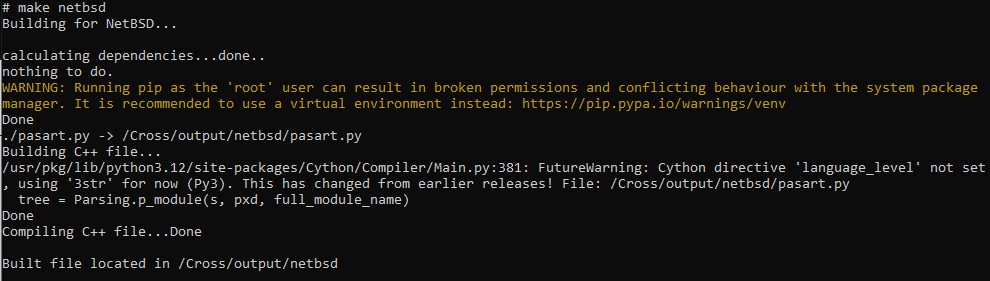 # make netbsd
Building for NetBSD...
calculating dependencies...done..
nothing to do.
WARNING: Running pip as the 'root' user can result in broken permissions and conflicting behaviour with the system package
manager. It is recommended to use a virtual environment instead: https://pip.pypa.io/warnings/venv
Done
./pasart.py -> /Cross/output/netbsd/pasart.py
Building C++ file...
/usr/pkg/lib/python3.12/site-packages/Cython/Compiler/Main.py:381: FutureWarning: Cython directive 'language_level' not set
, using '3str' for now (Py3). This has changed from earlier releases! File: /Cross/output/netbsd/pasart.py
  tree = Parsing.p_module(s, pxd, full_module_name)
Done
Compiling C++ file...Done
Built file located in /Cross/output/netbsd